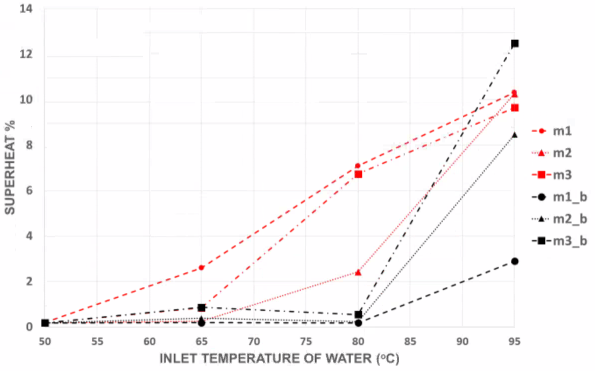 14
12
10
8
6
4
2
0
SUPERHEAT %
50 55 60 65 70 75 80 85 90 95
INLET TEMPERATURE OF WATER (ºC)
m1
m2
m3
m1_b
m2_b
m3_b